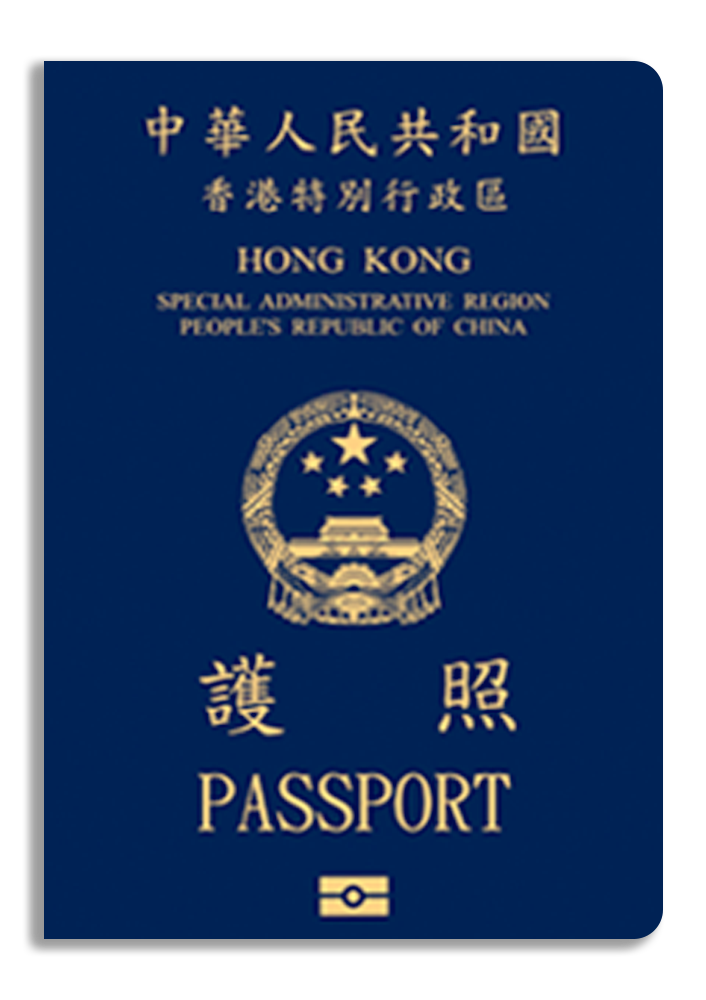 中華人民共和國
香港特別行政區
HONG KONG
SPECIAL ADMINISTRATIVE REGION
PEOPLE'S REPUBLIC OF CHINA
護照
PASSPORT